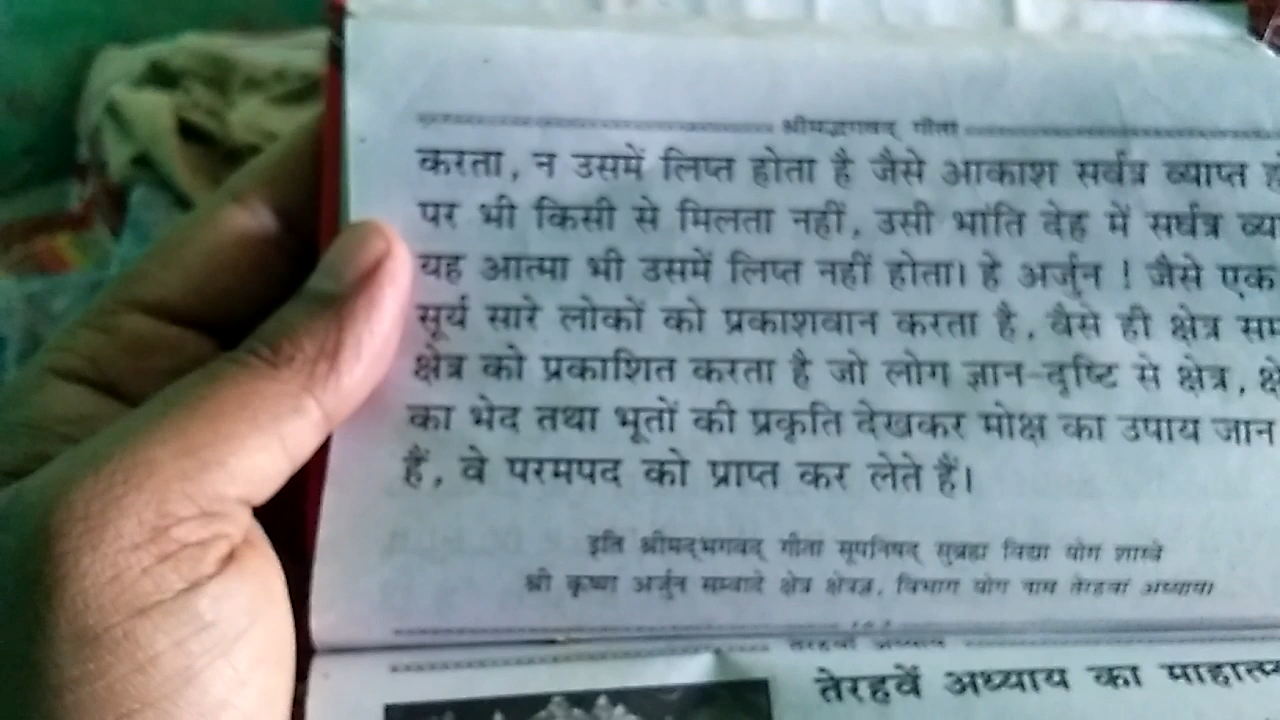 श्रीमद्भगवद् गीता
करता, न उसमें लिप्त होता है जैसे आकाश सर्वत्र व्याप्त
पर भी किसी से मिलता नहीं, उसी भांति देह में सर्वत्र
यह आत्मा भी उसमें लिप्त नहीं होता। हे अर्जुन ! जैसे एक
सूर्य सारे लोकों को प्रकाशवान करता है, वैसे ही क्षेत्र
क्षेत्र को प्रकाशित करता है जो लोग ज्ञान-दृष्टि से क्षेत्र,
का भेद तथा भूतों की प्रकृति देखकर मोक्ष का उपाय जान
हैं, वे परमपद को प्राप्त कर लेते हैं।
इति श्रीमद्भगवद् गीता सूपनिषद् सुब्रह्म विद्या योग शास्त्रे
श्री कृष्ण अर्जुन सम्वादे क्षेत्र क्षेत्रज्ञ, विभाग योग नाम तेरहवां अध्याय।
तेरहवाँ अध्याय
तेरहवें अध्याय का